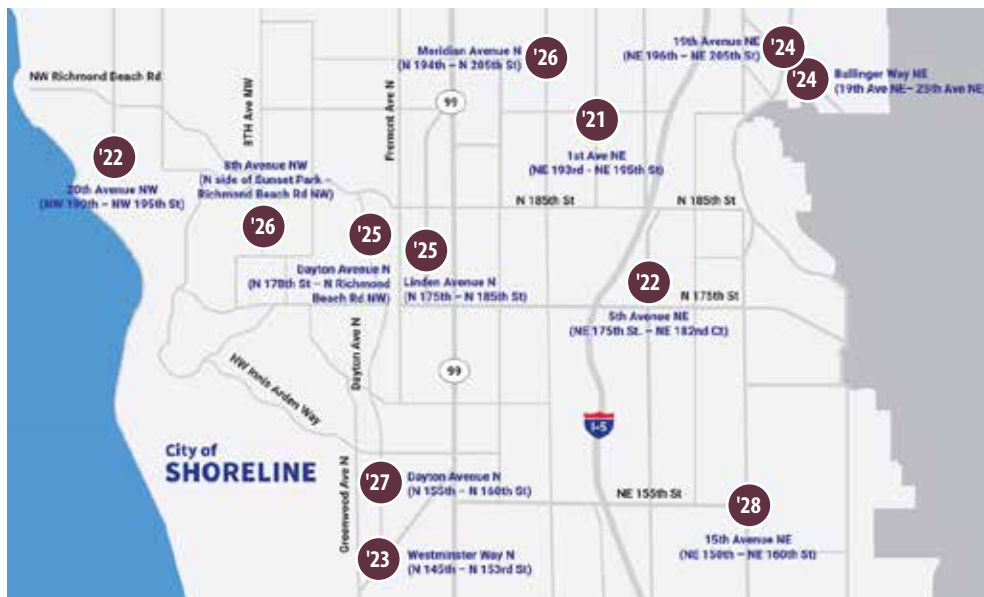 Meridian Avenue N
(N 194th – N 205th St)
'26
19th Avenue NE
(NE 196th – NE 205th St)
'24
'24
Ballinger Way NE
(19th Ave NE– 25th Ave NE)
NW Richmond Beach Rd
8TH Ave NW
Fremont Ave N
99
'21
1st Ave NE
(NE 193rd - NE 195th St)
'22
20th Avenue NW
(NW 190th – NW 195th St)
8th Avenue NW
(N side of Sunset Park –
Richmond Beach Rd NW)
'26
N 185th St
N 185th St
'25
Dayton Avenue N
(N 178th St – N Richmond
Beach Rd NW)
'25
Linden Avenue N
(N 175th – N 185th St)
'22
5th Avenue NE
(NE 175th St. – NE 182nd Ct)
N 175th St
Dayton Ave N
99
NW Innis Arden Way
I-5
City of
SHORELINE
Greenwood Ave N
'27
Dayton Avenue N
(N 155th – N 160th St)
NE 155th St
'28
15th Avenue NE
(NE 150th – NE 160th St)
'23
Westminster Way N
(N 145th – N 153rd St)